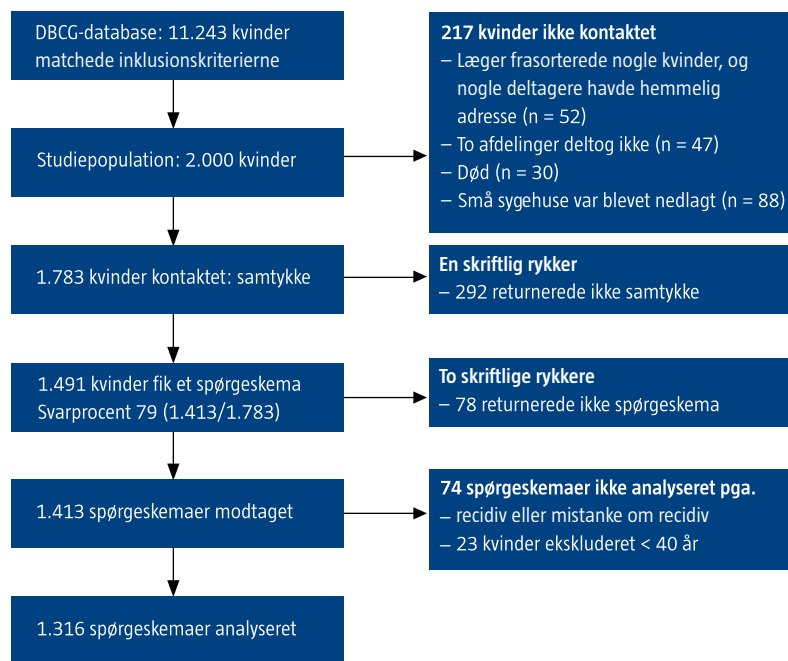 DBCG-database: 11.243 kvinder
matchede inklusionskriterierne
217 kvinder ikke kontaktet
– Læger frasorterede nogle kvinder, og
nogle deltagere havde hemmelig
adresse (n = 52)
– To afdelinger deltog ikke (n = 47)
– Død (n = 30)
– Små sygehuse var blevet nedlagt (n = 88)
Studiepopulation: 2.000 kvinder
1.783 kvinder kontaktet: samtykke
En skriftlig rykker
– 292 returnerede ikke samtykke
1.491 kvinder fik et spørgeskema
Svarprocent 79 (1.413/1.783)
To skriftlige rykkere
– 78 returnerede ikke spørgeskema
1.413 spørgeskemaer modtaget
74 spørgeskemaer ikke analyseret pga.
– recidiv eller mistanke om recidiv
– 23 kvinder ekskluderet < 40 år
1.316 spørgeskemaer analyseret